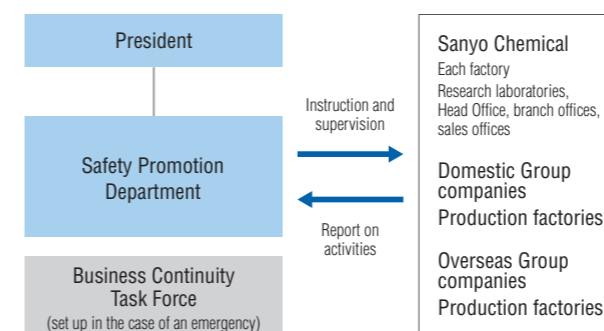 President
Safety Promotion
Department
Business Continuity
Task Force
(set up in the case of an emergency)
Instruction and
supervision
Report on
activities
Sanyo Chemical
Each factory
Research laboratories,
Head Office, branch offices,
sales offices
Domestic Group
companies
Production factories
Overseas Group
companies
Production factories